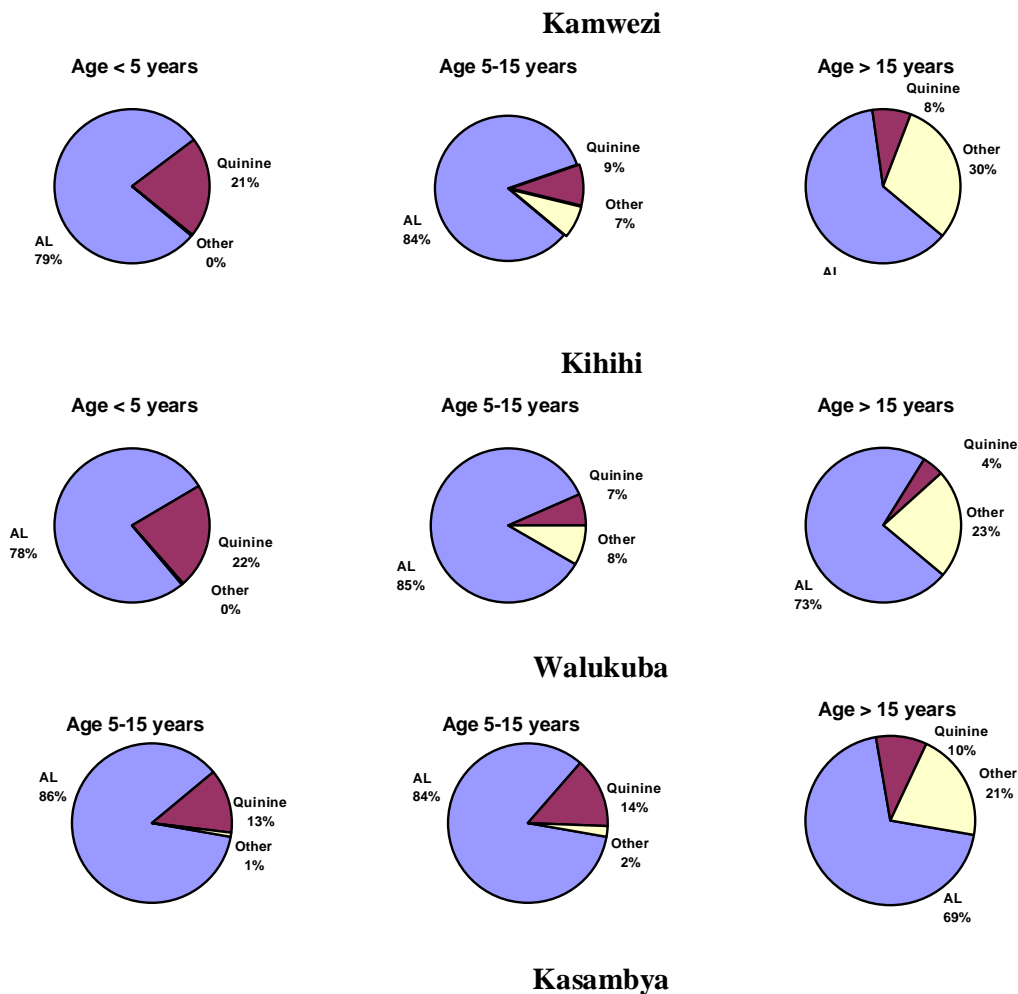 Kamwezi
Age < 5 years
Quinine
21%
AL
79%
Other
0%
Age 5-15 years
Quinine
9%
Other
7%
AL
84%
Age > 15 years
Quinine
8%
Other
30%
AL
Kihihi
Age < 5 years
AL
78%
Quinine
22%
Other
0%
Age 5-15 years
Quinine
7%
Other
8%
AL
85%
Age > 15 years
Quinine
4%
Other
23%
AL
73%
Walukuba
Age 5-15 years
AL
86%
Quinine
13%
Other
1%
Age 5-15 years
AL
84%
Quinine
14%
Other
2%
Age > 15 years
Quinine
10%
Other
21%
AL
69%
Kasambya